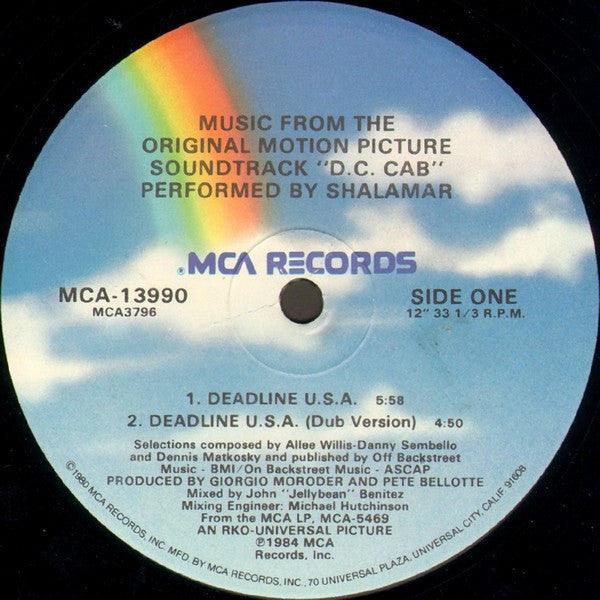 MUSIC FROM THE
ORIGINAL MOTION PICTURE
SOUNDTRACK "D.C. CAB"
PERFORMED BY SHALAMAR
®MCA RECORDS
MCA-13990
MCA3796
SIDE ONE
12" 33 1/3 R.P.M.
1. DEADLINE U.S.A. 5:58
2. DEADLINE U.S.A. (Dub Version) 4:50
Selections composed by Allee Willis-Danny Sembello
and Dennis Matkosky and published by Off Backstreet
Music - BMI/On Backstreet Music - ASCAP
PRODUCED BY GIORGIO MORODER AND PETE BELLOTTE
Mixed by John "Jellybean" Benitez
Mixing Engineer: Michael Hutchinson
From the MCA LP, MCA-5469
AN RKO-UNIVERSAL PICTURE
℗1984 MCA
Records, Inc.
©1980 MCA RECORDS, INC. MFD. BY MCA RECORDS, INC., 70 UNIVERSAL PLAZA, UNIVERSAL CITY, CALIF. 91608